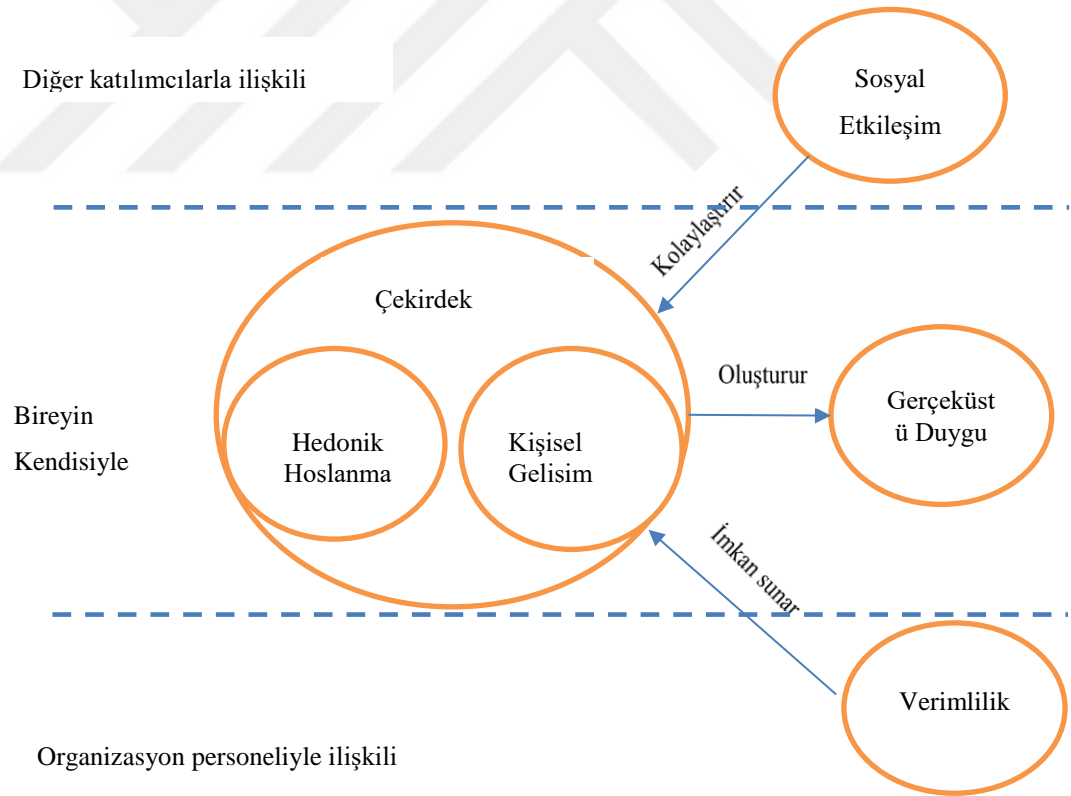 Diğer katılımcılarla ilişkili
Sosyal
Etkileşim
Kolaylaştırır
Çekirdek
Bireyin
Kendisiyle
Hedonik
Hoslanma
Kişisel
Gelisim
Oluşturur
Gerçeküst
ü Duygu
İmkan sunar
Verimlilik
Organizasyon personeliyle ilişkili